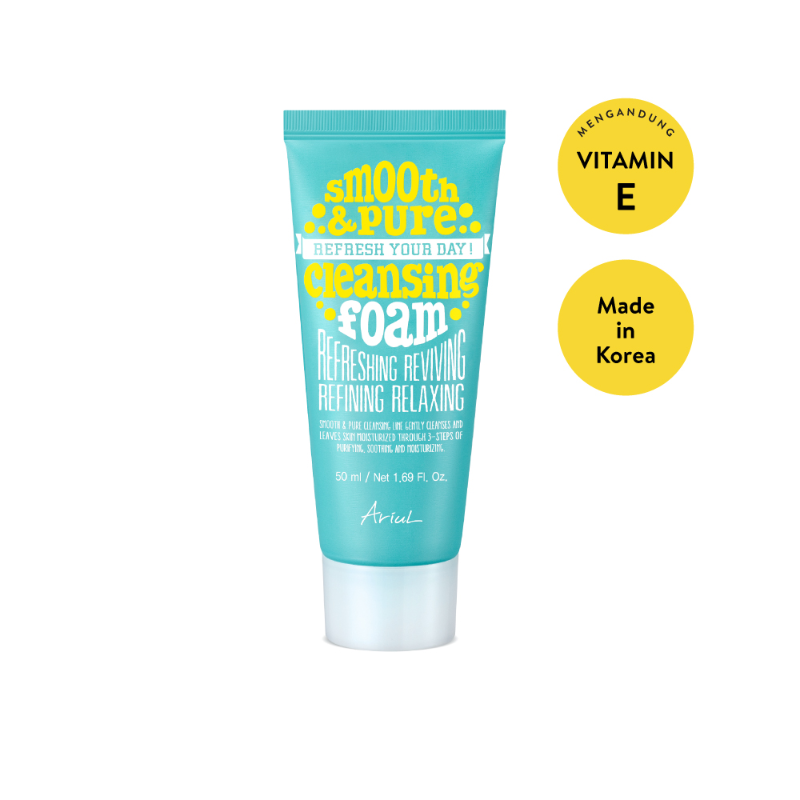 smooth
& pure
REFRESH YOUR DAY!
cleansing
foam
REFRESHING REVIVING
REFINING RELAXING
SMOOTH & PURE CLEANSING LINE GENTLY CLEANSES AND
LEAVES SKIN MOISTURIZED THROUGH 3-STEPS OF
PURIFYING, SOOTHING AND MOISTURIZING.
50 ml / Net 1.69 Fl. Oz.
Ariul
MENGANDUNG
VITAMIN
E
Made
in
Korea